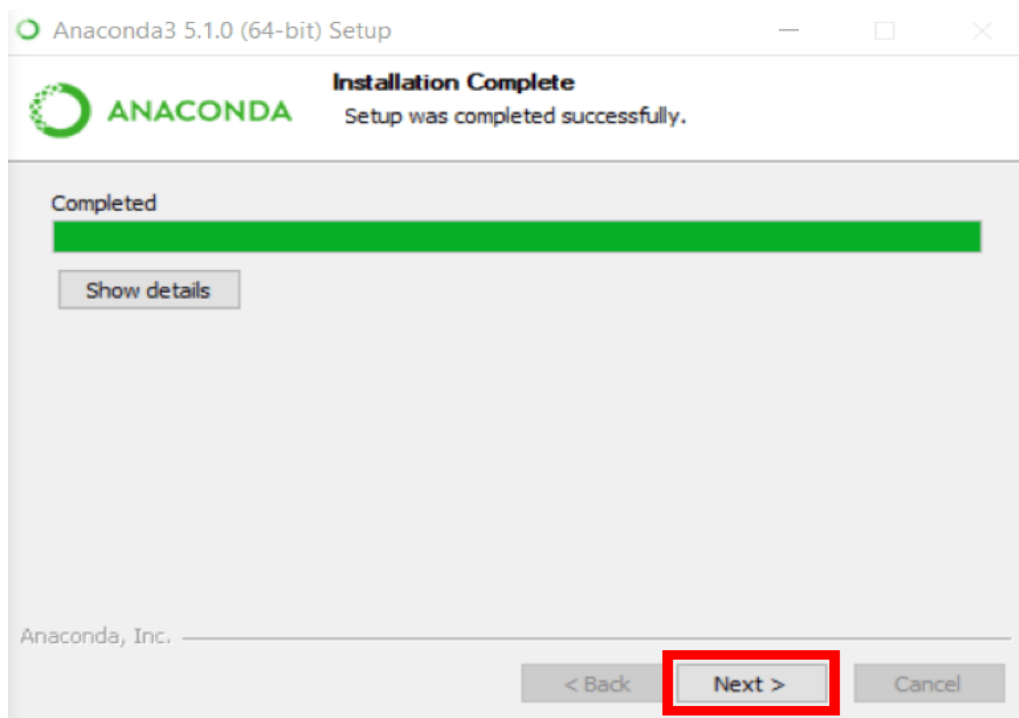 Anaconda3 5.1.0 (64-bit) Setup
ANACONDA
Installation Complete
Setup was completed successfully.
Completed
Show details
Anaconda, Inc.
< Back
Next >
Cancel